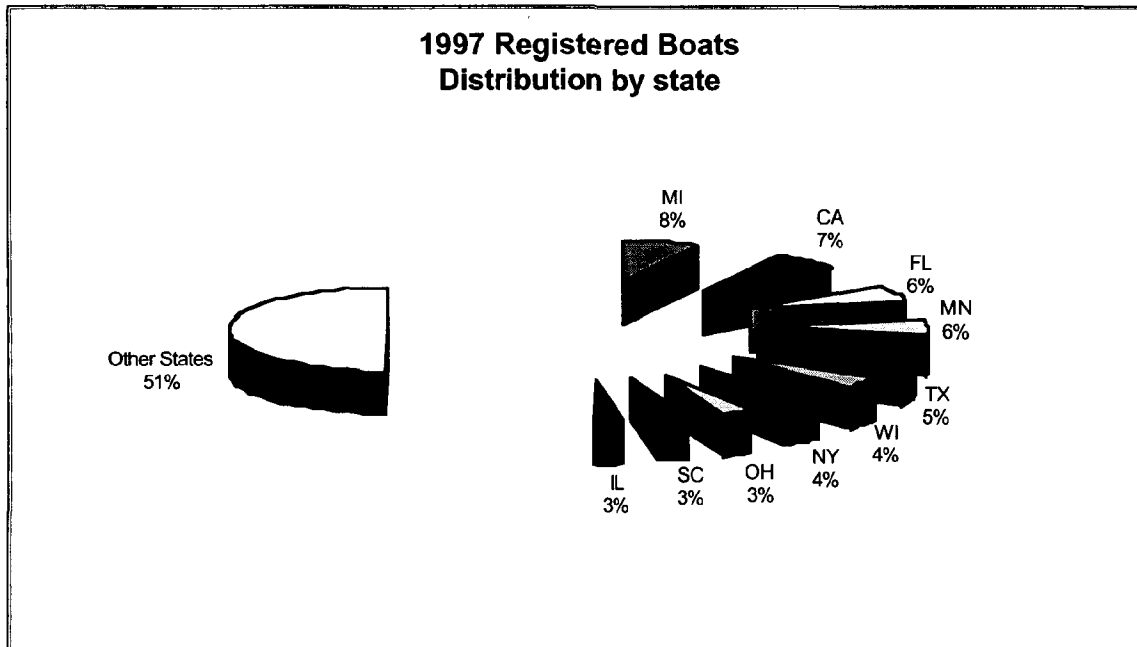 1997 Registered Boats
Distribution by state
MI
8%
CA
7%
FL
6%
MN
6%
Other States
51%
TX
5%
WI
4%
NY
4%
OH
3%
SC
3%
IL
3%